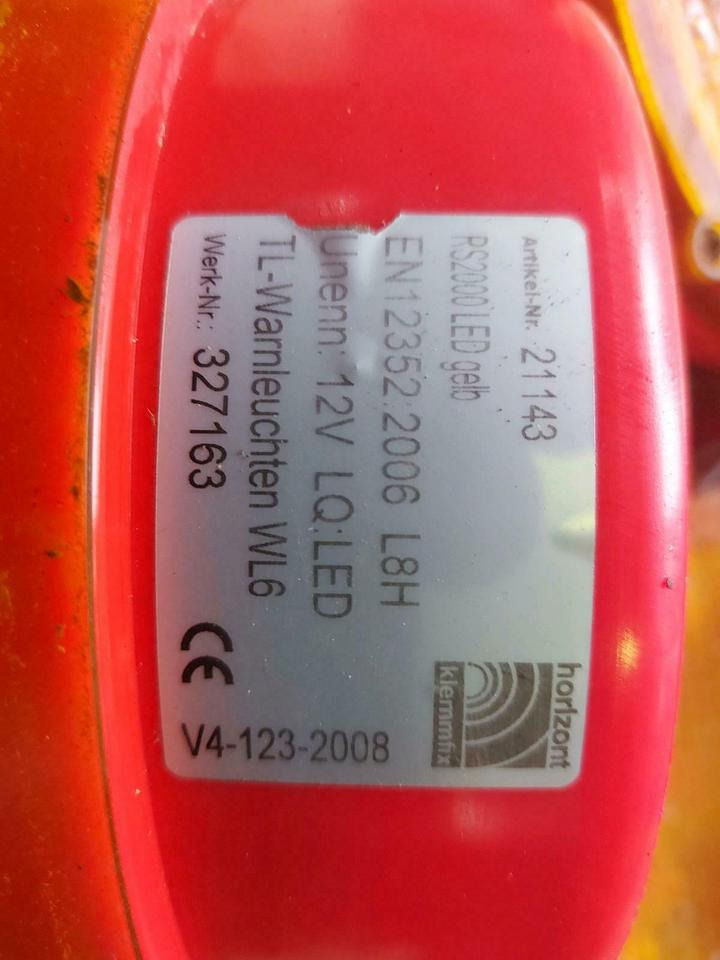 Artikel-Nr. 21143
RS2000 LED gelb
EN12352:2006 L8H
Unenn: 12V LQ:LED
TL-Warnleuchten WL6
Werk-Nr.: 327163
horizont
klemmfix
CE
V4-123-2008